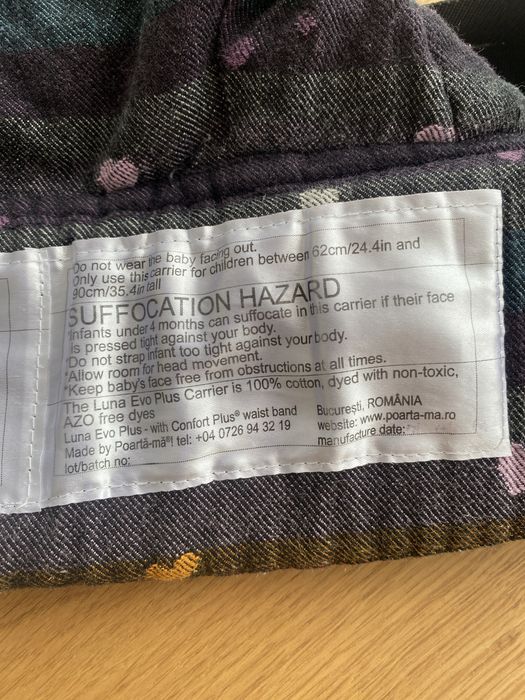 Do not wear the baby facing out.
Only use this carrier for children between 62cm/24.4in and
90cm/35.4in tall
SUFFOCATION HAZARD
*Infants under 4 months can suffocate in this carrier if their face
is pressed tight against your body.
*Do not strap infant too tight against your body.
*Allow room for head movement.
*Keep baby's face free from obstructions at all times.
The Luna Evo Plus Carrier is 100% cotton, dyed with non-toxic,
AZO free dyes
Luna Evo Plus - with Confort Plus® waist band
Made by Poartă-mă®! tel: +04 0726 94 32 19
lot/batch no:
București, ROMÂNIA
website: www.poarta-ma.ro
manufacture date: